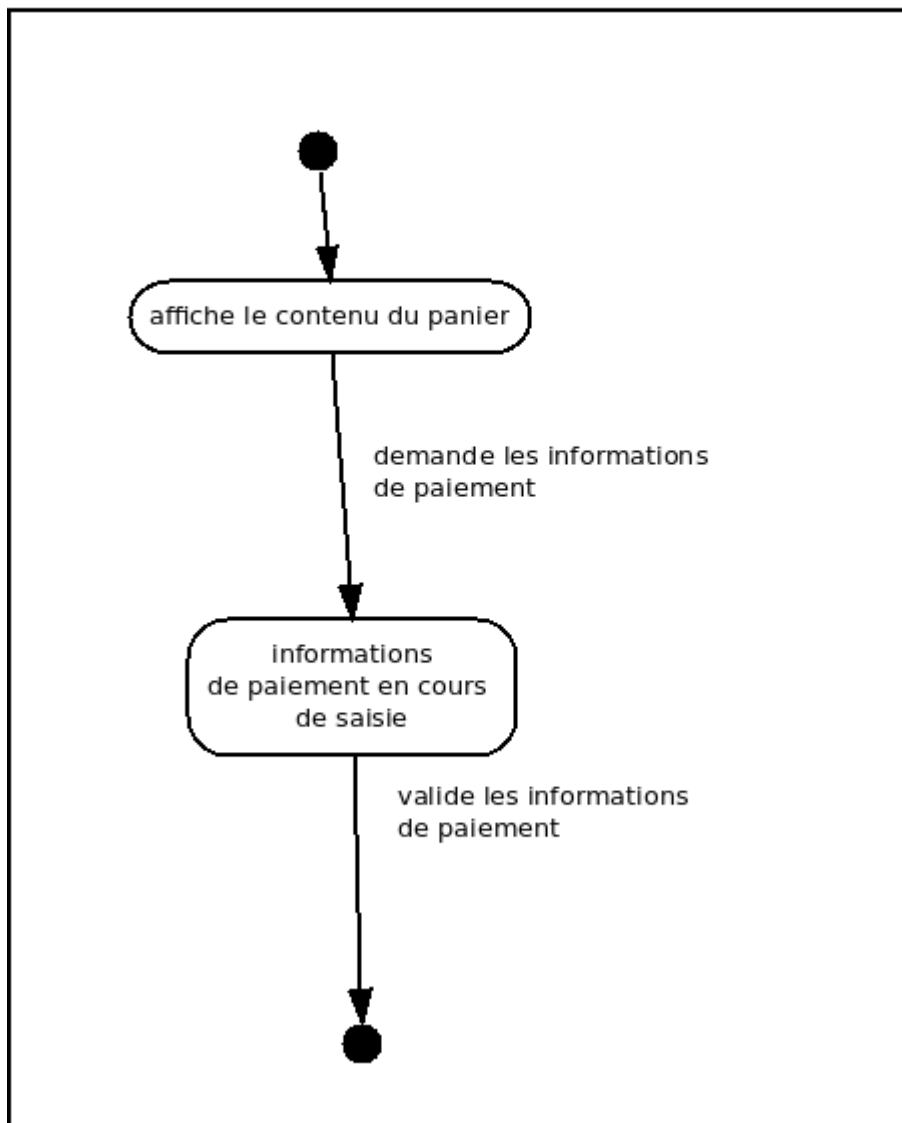 affiche le contenu du panier
demande les informations
de paiement
informations
de paiement en cours
de saisie
valide les informations
de paiement